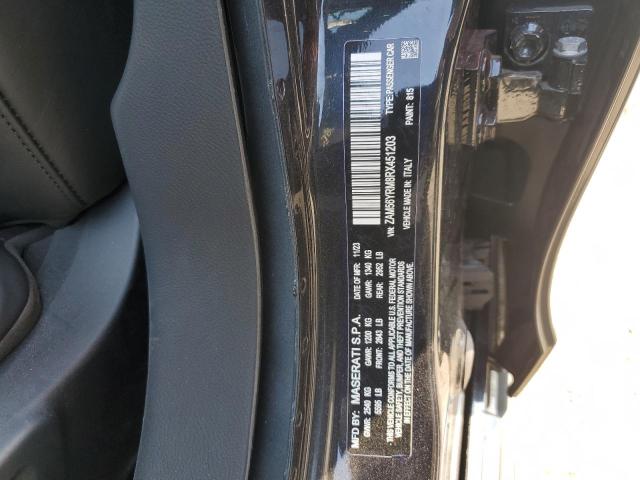 MFD BY: MASERATI S.P.A. DATE OF MFR: 11/23
GVWR: 2540 KG GAWR: 1200 KG GAWR: 1340 KG
5595 LB FRONT: 2643 LB REAR: 2952 LB
THIS VEHICLE CONFORMS TO ALL APPLICABLE U.S. FEDERAL MOTOR
VEHICLE SAFETY, BUMPER, AND THEFT PREVENTION STANDARDS
IN EFFECT ON THE DATE OF MANUFACTURE SHOWN ABOVE.
VIN: ZAM56YRM8RX451203 TYPE: PASSENGER CAR
VEHICLE MADE IN: ITALY PAINT: 815